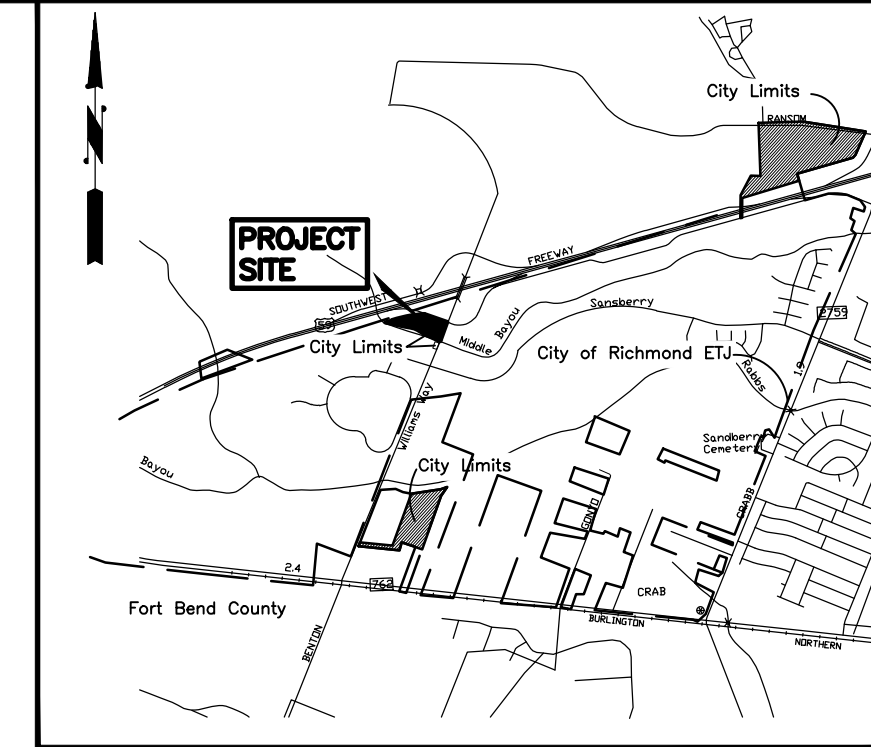 City Limits
RANSOM
PROJECT
SITE
FREEWAY
SOUTHWEST
59
Sansberry
2759
Middle
Bayou
City Limits
City of Richmond ETJ
1.9
Rabbs
Williams Way
Sandberry
Cemetery
Bayou
City Limits
CRABB
GONYO
2.4
762
CRAB
Fort Bend County
BURLINGTON
NORTHERN
BENTON